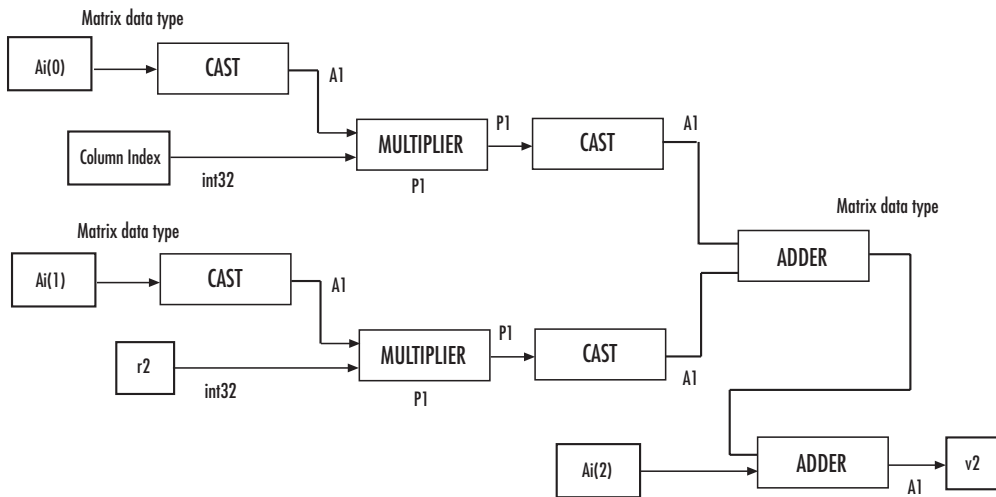 Matrix data type
Ai(0)
CAST
A1
Column Index
int32
MULTIPLIER
P1
P1
CAST
A1
Matrix data type
Ai(1)
CAST
A1
r2
int32
MULTIPLIER
P1
P1
CAST
A1
Matrix data type
ADDER
Ai(2)
ADDER
A1
v2